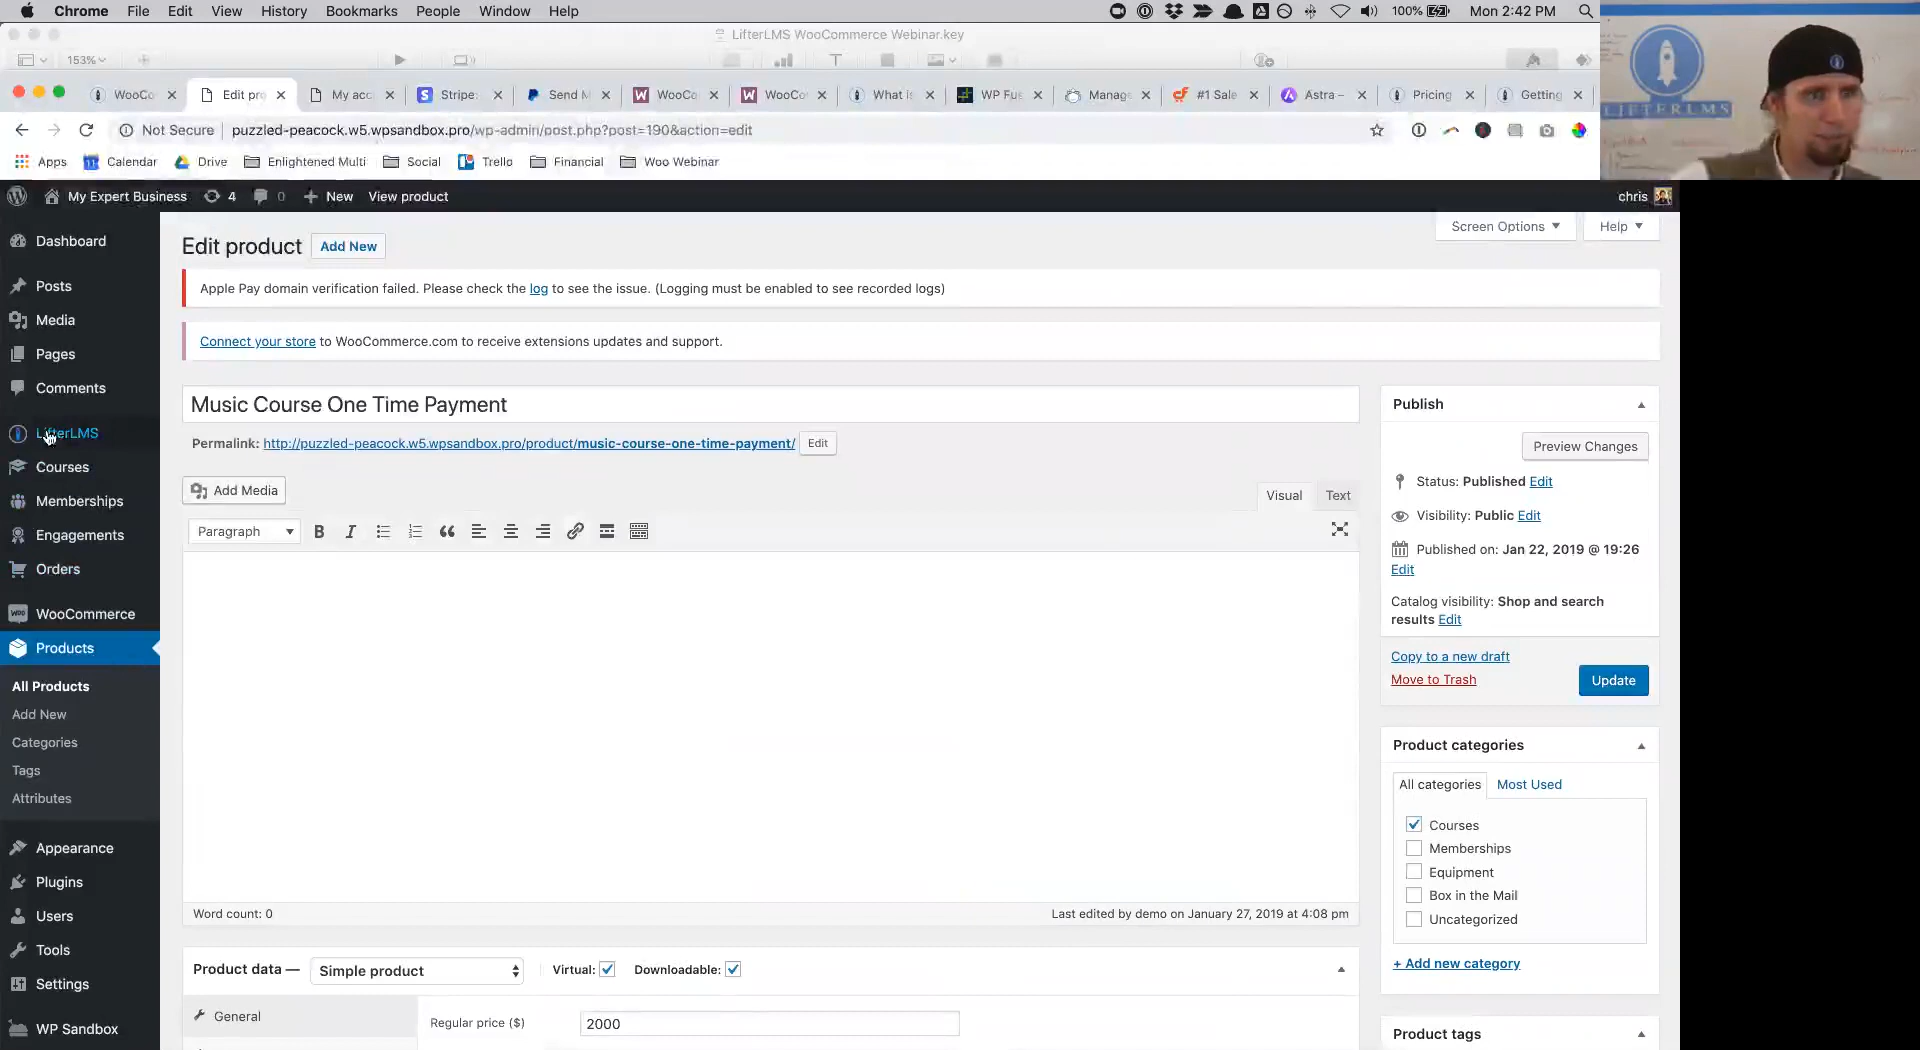 Chrome File Edit View History Bookmarks People Window Help 100% Mon 2:42 PM
LifterLMS WooCommerce Webinar.key
153%
WooCo Edit pro My acc Stripe: Send M WooCo WooCo What is WP Fus Manage #1 Sale Astra – Pricing Getting
Not Secure puzzled-peacock.w5.wpsandbox.pro/wp-admin/post.php?post=190&action=edit
Apps Calendar Drive Enlightened Multi Social Trello Financial Woo Webinar
LIFTERLMS
My Expert Business 4 0 New View product chris
Screen Options Help
Dashboard
Posts
Media
Pages
Comments
LifterLMS
Courses
Memberships
Engagements
Orders
WooCommerce
Products
All Products
Add New
Categories
Tags
Attributes
Appearance
Plugins
Users
Tools
Settings
WP Sandbox
Edit product Add New
Apple Pay domain verification failed. Please check the log to see the issue. (Logging must be enabled to see recorded logs)
Connect your store to WooCommerce.com to receive extensions updates and support.
Music Course One Time Payment
Permalink: http://puzzled-peacock.w5.wpsandbox.pro/product/music-course-one-time-payment/ Edit
Add Media
Visual Text
Paragraph
Word count: 0
Last edited by demo on January 27, 2019 at 4:08 pm
Product data — Simple product Virtual: Downloadable:
General
Regular price ($) 2000
Publish
Preview Changes
Status: Published Edit
Visibility: Public Edit
Published on: Jan 22, 2019 @ 19:26
Edit
Catalog visibility: Shop and search
results Edit
Copy to a new draft
Move to Trash
Update
Product categories
All categories Most Used
Courses
Memberships
Equipment
Box in the Mail
Uncategorized
+ Add new category
Product tags